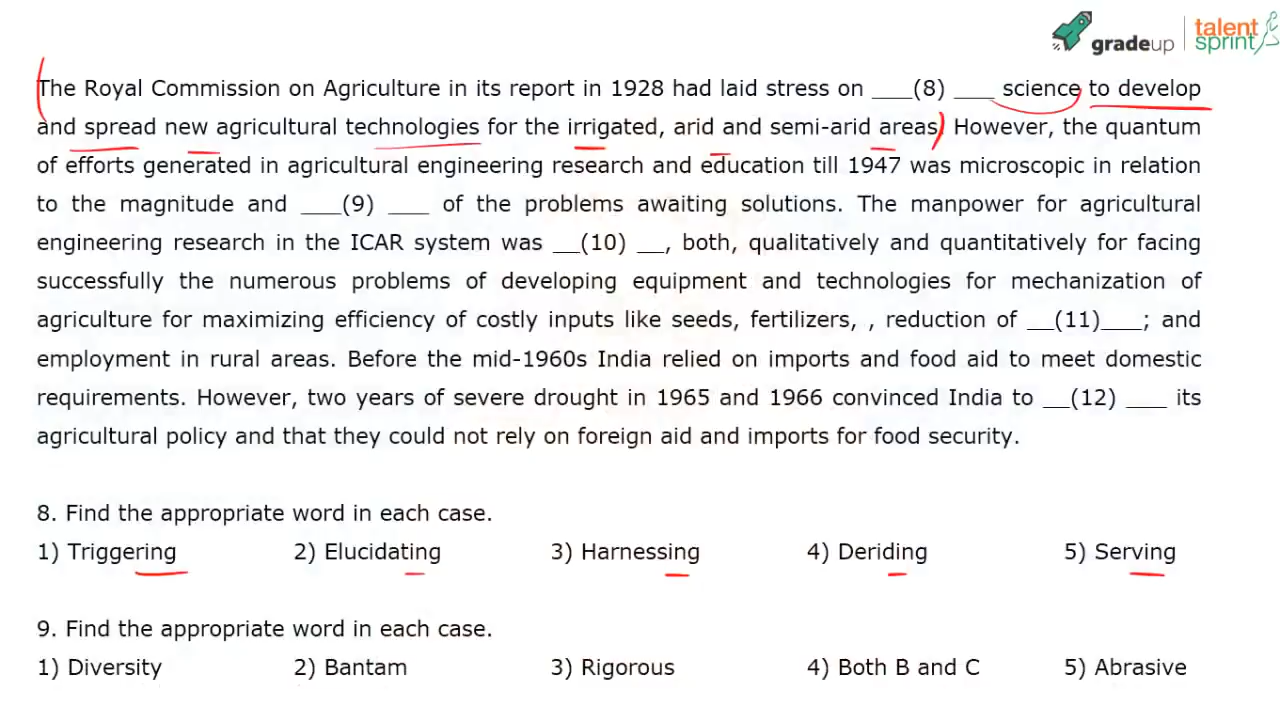 gradeup talent
sprint
The Royal Commission on Agriculture in its report in 1928 had laid stress on ___(8) ___ science to develop
and spread new agricultural technologies for the irrigated, arid and semi-arid areas. However, the quantum
of efforts generated in agricultural engineering research and education till 1947 was microscopic in relation
to the magnitude and ___(9) ___ of the problems awaiting solutions. The manpower for agricultural
engineering research in the ICAR system was __(10) __, both, qualitatively and quantitatively for facing
successfully the numerous problems of developing equipment and technologies for mechanization of
agriculture for maximizing efficiency of costly inputs like seeds, fertilizers, , reduction of __(11)___; and
employment in rural areas. Before the mid-1960s India relied on imports and food aid to meet domestic
requirements. However, two years of severe drought in 1965 and 1966 convinced India to __(12) ___ its
agricultural policy and that they could not rely on foreign aid and imports for food security.
8. Find the appropriate word in each case.
1) Triggering 2) Elucidating 3) Harnessing 4) Deriding 5) Serving
9. Find the appropriate word in each case.
1) Diversity 2) Bantam 3) Rigorous 4) Both B and C 5) Abrasive